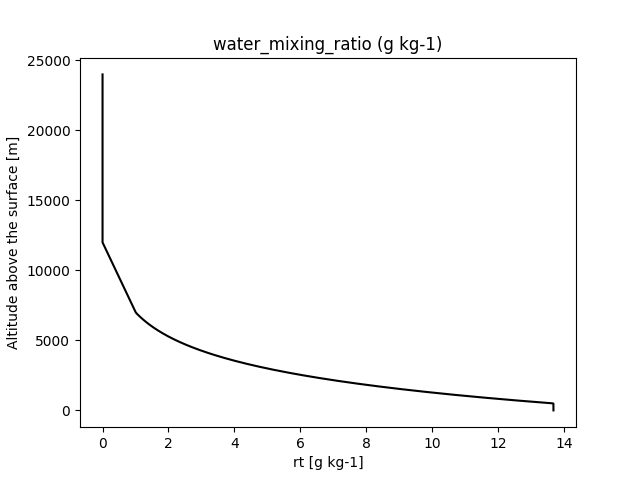 water_mixing_ratio (g kg-1)
Altitude above the surface [m]
25000
20000
15000
10000
5000
0
0 2 4 6 8 10 12 14
rt [g kg-1]